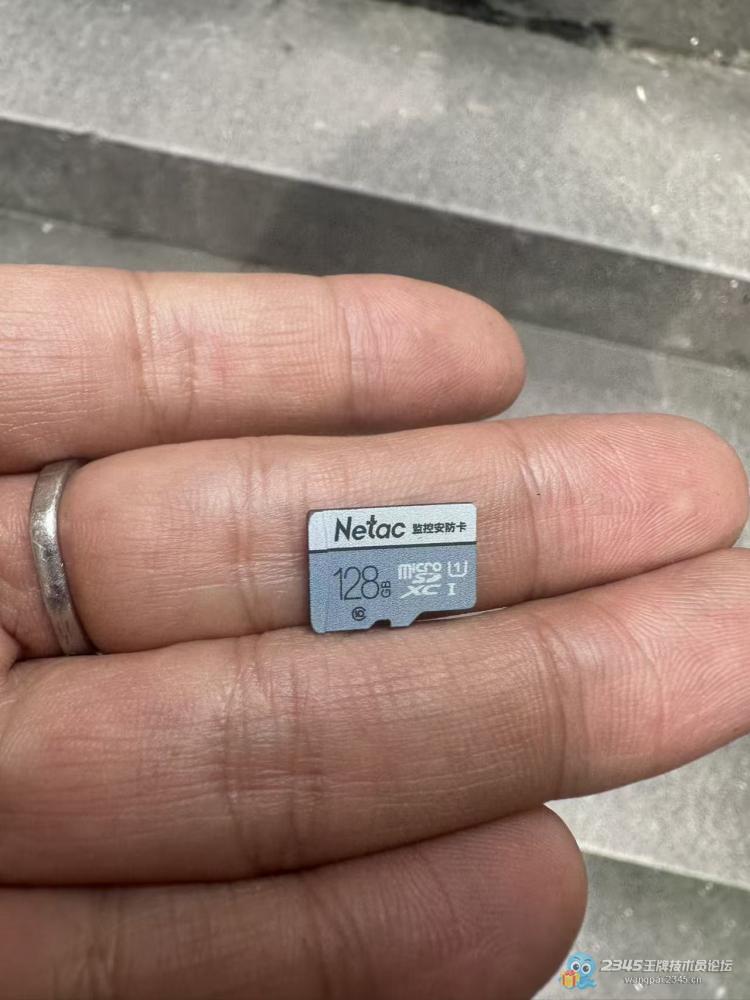 Netac 监控安防卡
128GB
micro SD XC I U1
10
2345王牌技术员论坛
wangpai.2345.cn